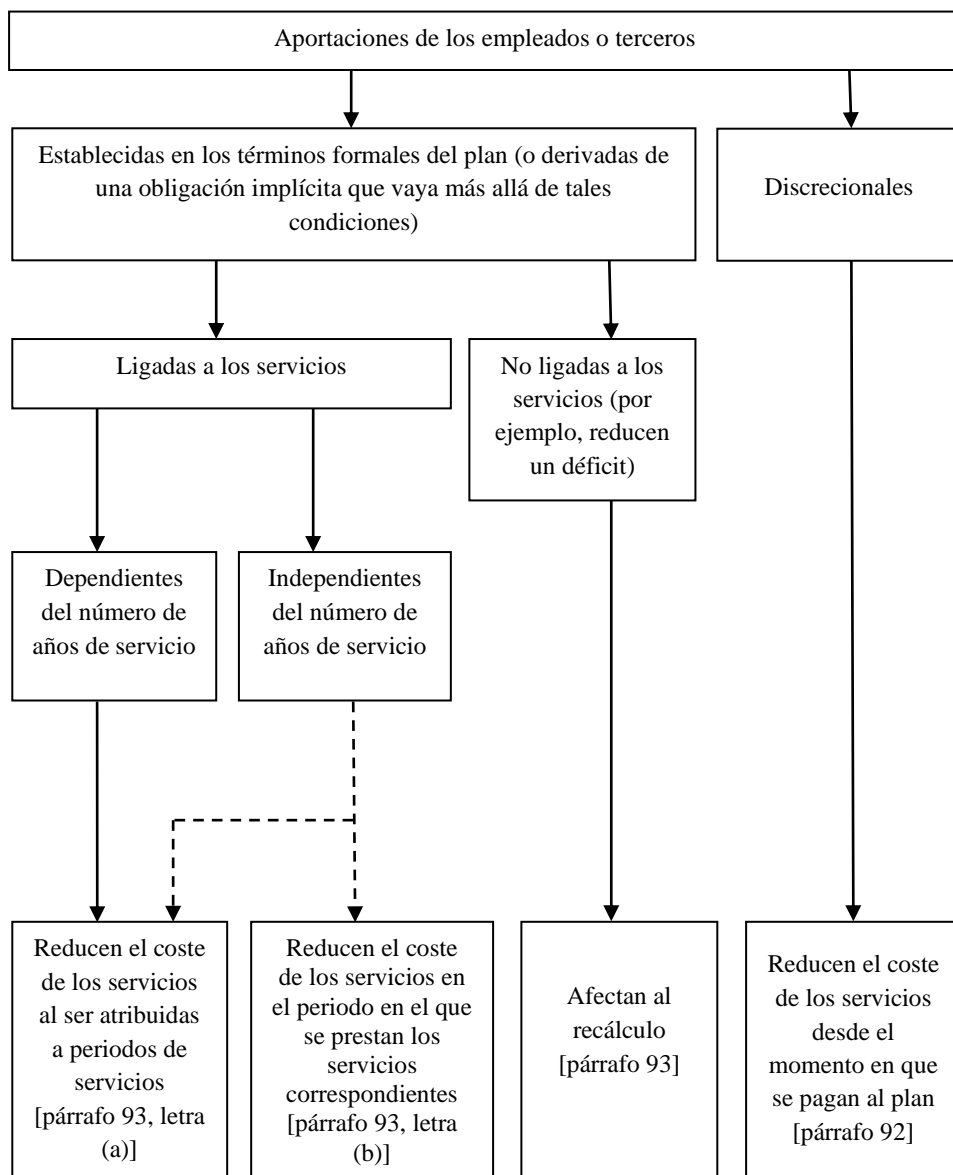 Aportaciones de los empleados o terceros
Establecidas en los términos formales del plan (o derivadas de
una obligación implícita que vaya más allá de tales
condiciones)
Discrecionales
Ligadas a los servicios
No ligadas a los
servicios (por
ejemplo, reducen
un déficit)
Dependientes
del número de
años de servicio
Independientes
del número de
años de servicio
Reducen el coste
de los servicios
al ser atribuidas
a periodos de
servicios
[párrafo 93, letra
(a)]
Reducen el coste
de los servicios en
el periodo en el que
se prestan los
servicios
correspondientes
[párrafo 93, letra
(b)]
Afectan al
recálculo
[párrafo 93]
Reducen el coste
de los servicios
desde el
momento en que
se pagan al plan
[párrafo 92]